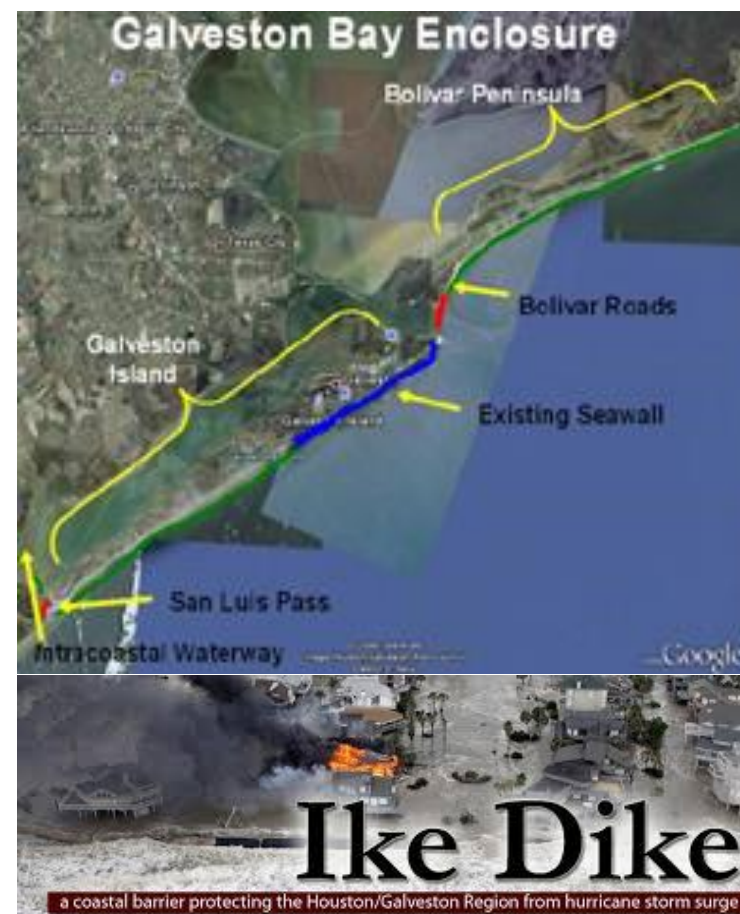 Galveston Bay Enclosure
Bolivar Peninsula
Bolivar Roads
Galveston
Island
Existing Seawall
San Luis Pass
Intracoastal Waterway
Google
Ike Dike
a coastal barrier protecting the Houston/Galveston Region from hurricane storm surge